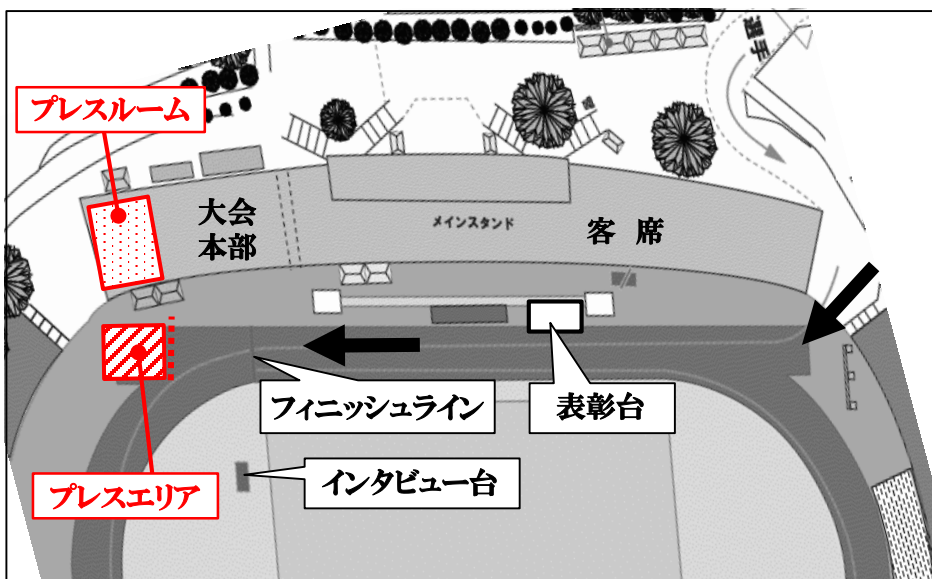 選手
プレスルーム
大会
本部
メインスタンド
客 席
フィニッシュライン
表彰台
インタビュー台
プレスエリア